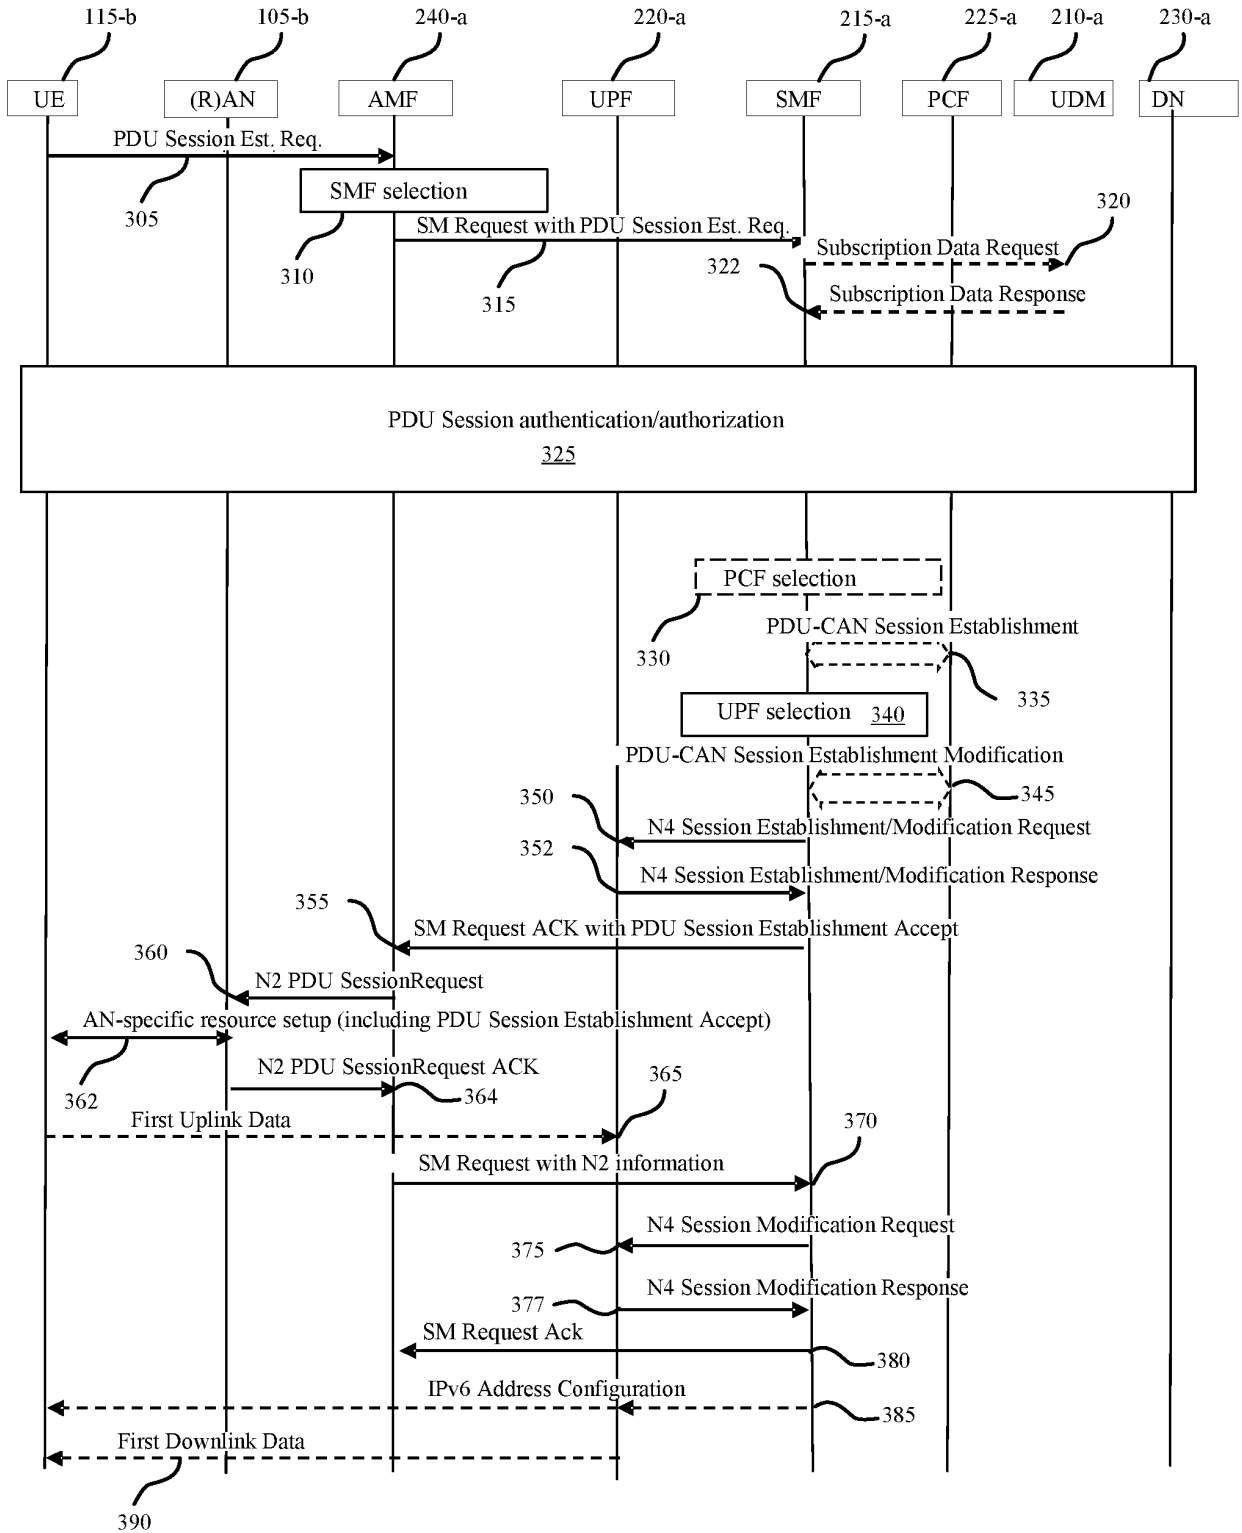 115-b 105-b 240-a 220-a 215-a 225-a 210-a 230-a
UE (R)AN AMF UPF SMF PCF UDM DN
PDU Session Est. Req.
305
SMF selection
310
SM Request with PDU Session Est. Req.
315
320
Subscription Data Request
322
Subscription Data Response
PDU Session authentication/authorization
325
PCF selection
330
PDU-CAN Session Establishment
335
UPF selection 340
PDU-CAN Session Establishment Modification
345
350
N4 Session Establishment/Modification Request
352
N4 Session Establishment/Modification Response
355
SM Request ACK with PDU Session Establishment Accept
360
N2 PDU SessionRequest
AN-specific resource setup (including PDU Session Establishment Accept)
362
N2 PDU SessionRequest ACK
364
365
First Uplink Data
370
SM Request with N2 information
N4 Session Modification Request
375
N4 Session Modification Response
377
SM Request Ack
380
IPv6 Address Configuration
385
First Downlink Data
390